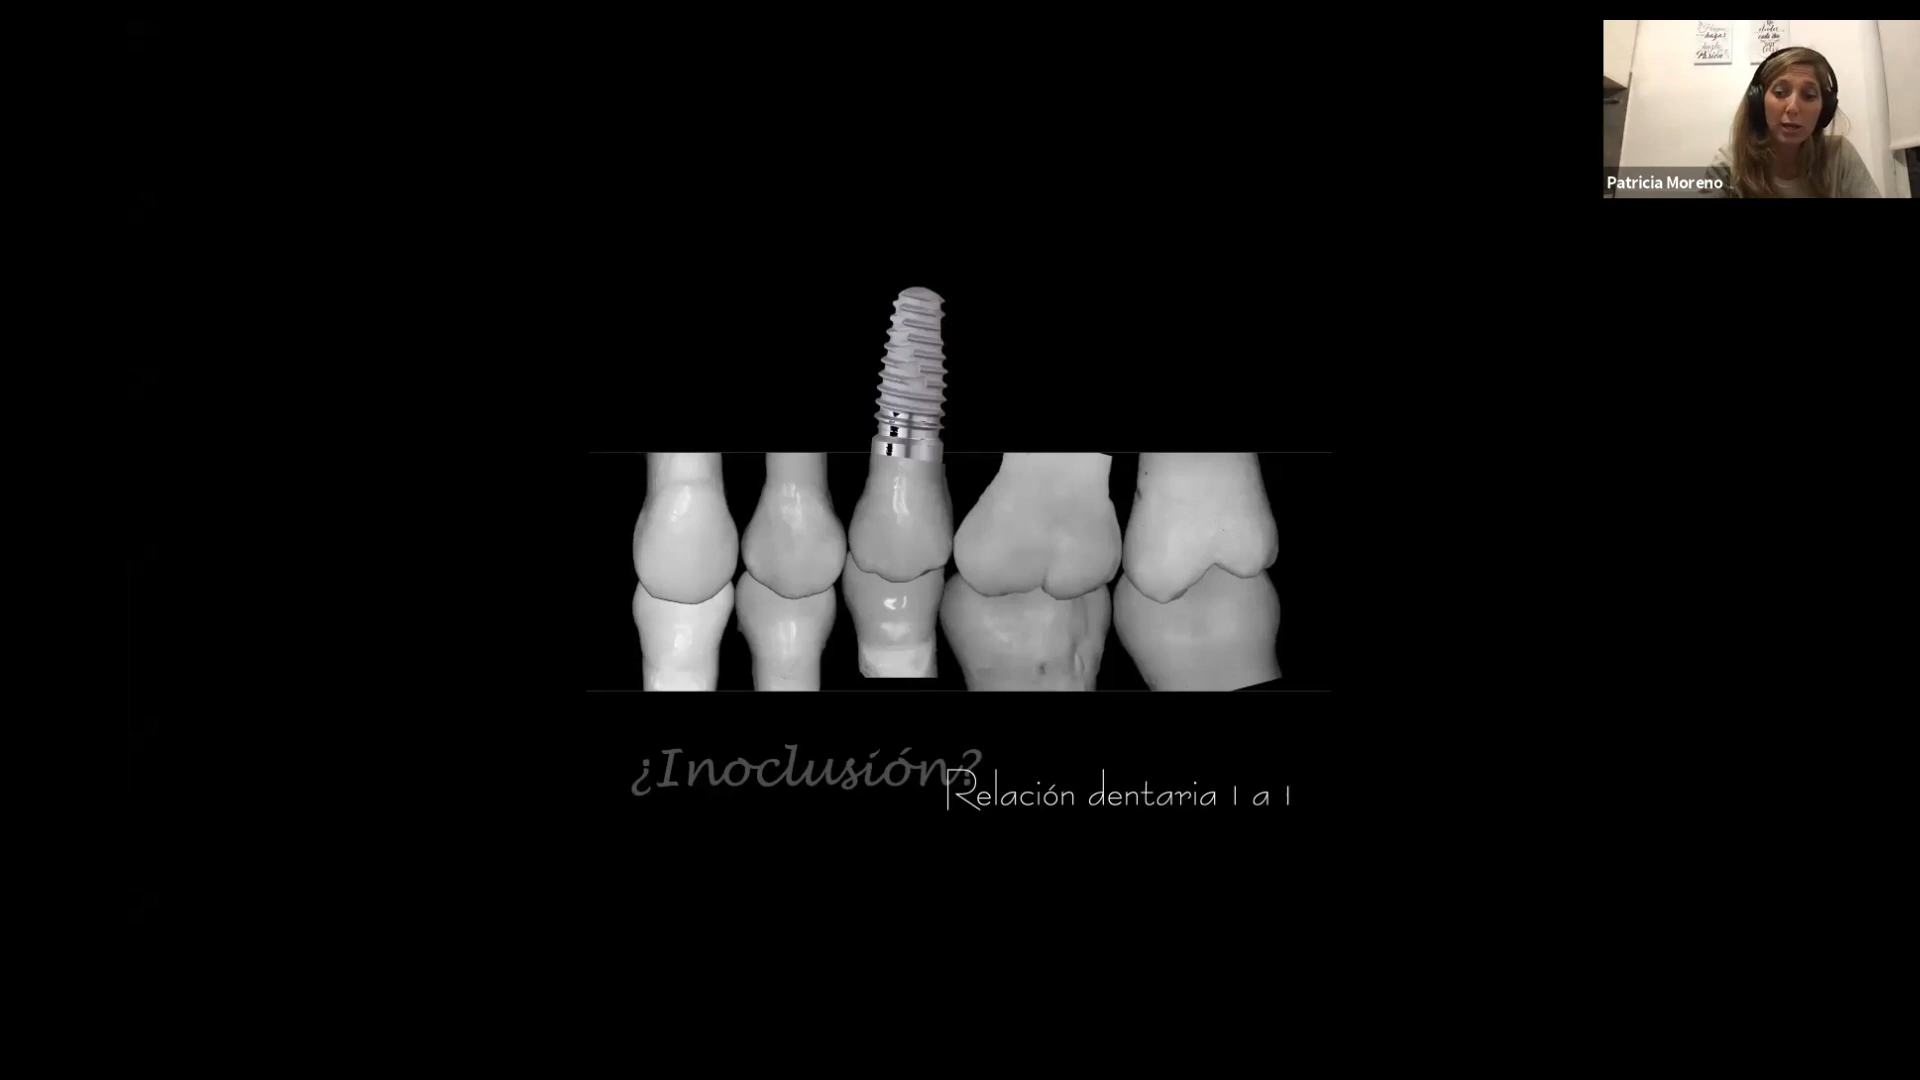 Patricia Moreno
¿Inoclusión?
Relación dentaria 1 a 1